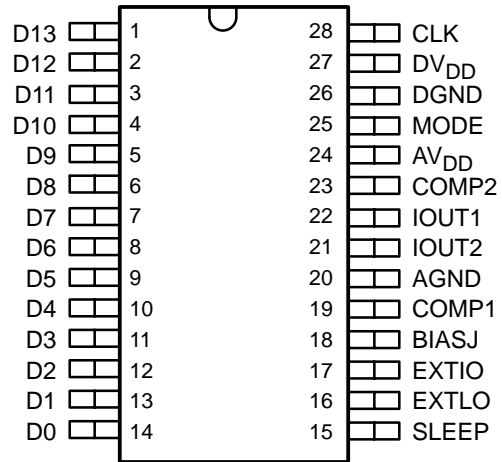 D13 1 28 CLK
D12 2 27 DVDD
D11 3 26 DGND
D10 4 25 MODE
D9 5 24 AVDD
D8 6 23 COMP2
D7 7 22 IOUT1
D6 8 21 IOUT2
D5 9 20 AGND
D4 10 19 COMP1
D3 11 18 BIASJ
D2 12 17 EXTIO
D1 13 16 EXTLO
D0 14 15 SLEEP